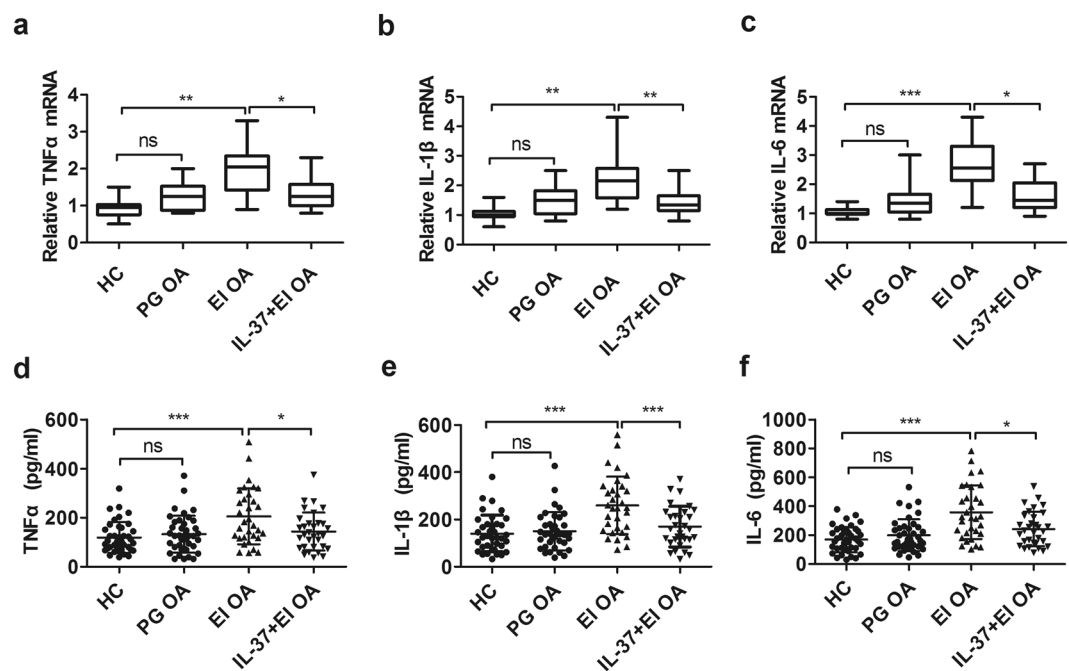 a
Relative TNFα mRNA
4
3
2
1
0
ns
**
*
HC
PG OA
EI OA
IL-37+EI OA
b
Relative IL-1β mRNA
5
4
3
2
1
0
ns
**
**
HC
PG OA
EI OA
IL-37+EI OA
c
Relative IL-6 mRNA
5
4
3
2
1
0
ns
***
*
HC
PG OA
EI OA
IL-37+EI OA
d
TNFα (pg/ml)
600
400
200
0
ns
***
*
HC
PG OA
EI OA
IL-37+EI OA
e
IL-1β (pg/ml)
600
400
200
0
ns
***
***
HC
PG OA
EI OA
IL-37+EI OA
f
IL-6 (pg/ml)
1000
800
600
400
200
0
ns
***
*
HC
PG OA
EI OA
IL-37+EI OA